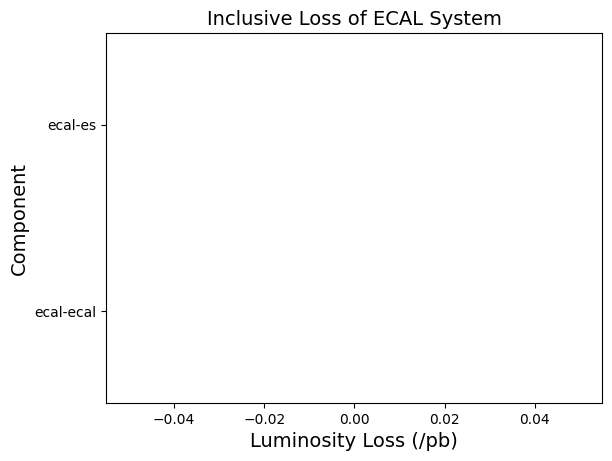 Inclusive Loss of ECAL System
Component
ecal-es
ecal-ecal
−0.04 −0.02 0.00 0.02 0.04
Luminosity Loss (/pb)